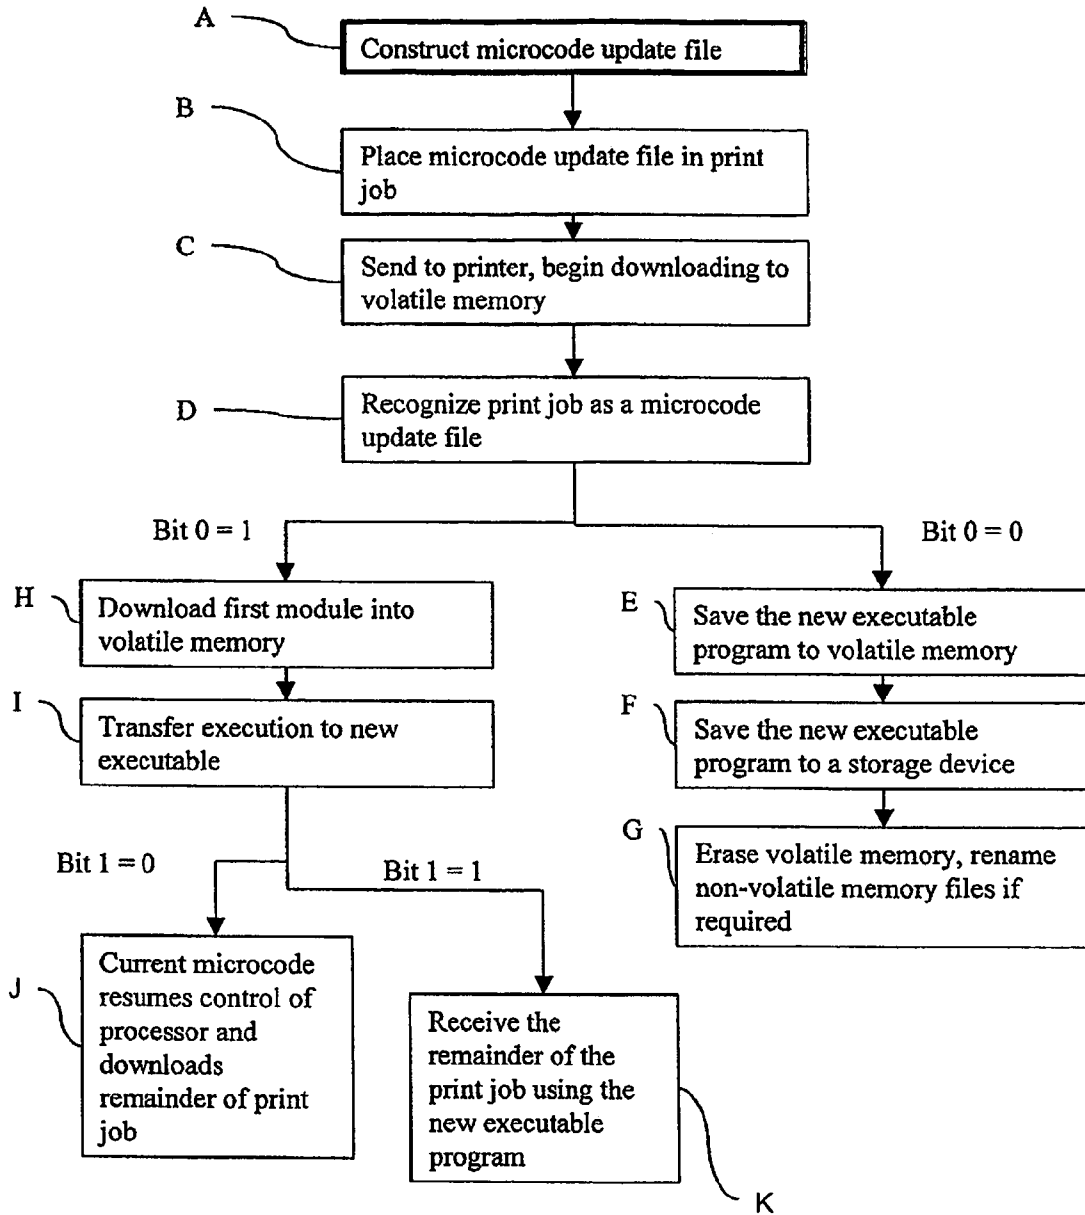 A
Construct microcode update file
B
Place microcode update file in print
job
C
Send to printer, begin downloading to
volatile memory
D
Recognize print job as a microcode
update file
Bit 0 = 1
Bit 0 = 0
H
Download first module into
volatile memory
E
Save the new executable
program to volatile memory
I
Transfer execution to new
executable
F
Save the new executable
program to a storage device
G
Erase volatile memory, rename
non-volatile memory files if
required
Bit 1 = 0
Bit 1 = 1
J
Current microcode
resumes control of
processor and
downloads
remainder of print
job
Receive the
remainder of the
print job using the
new executable
program
K